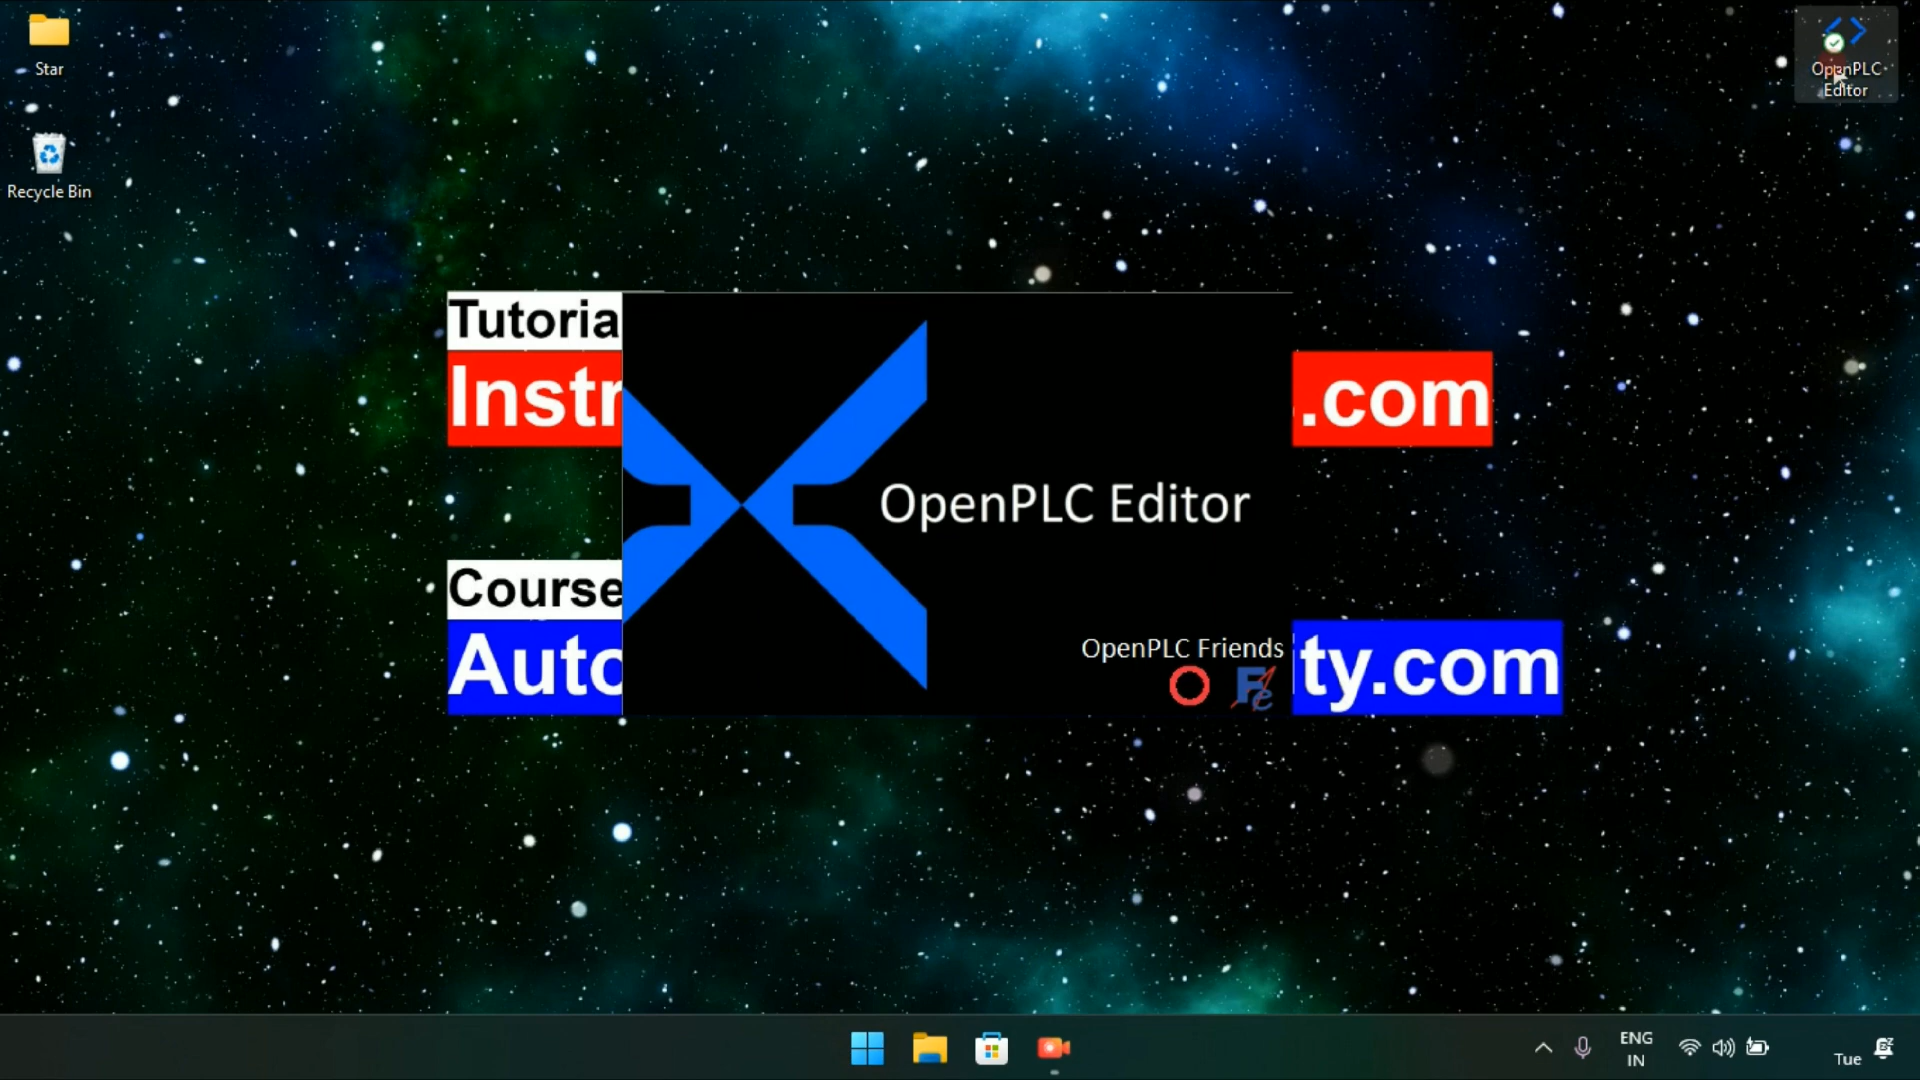 Star
OpenPLC
Editor
Recycle Bin
Tutoria
Instr
.com
OpenPLC Editor
Course
OpenPLC Friends
Auto
ty.com
Fe
ENG
IN
Tue